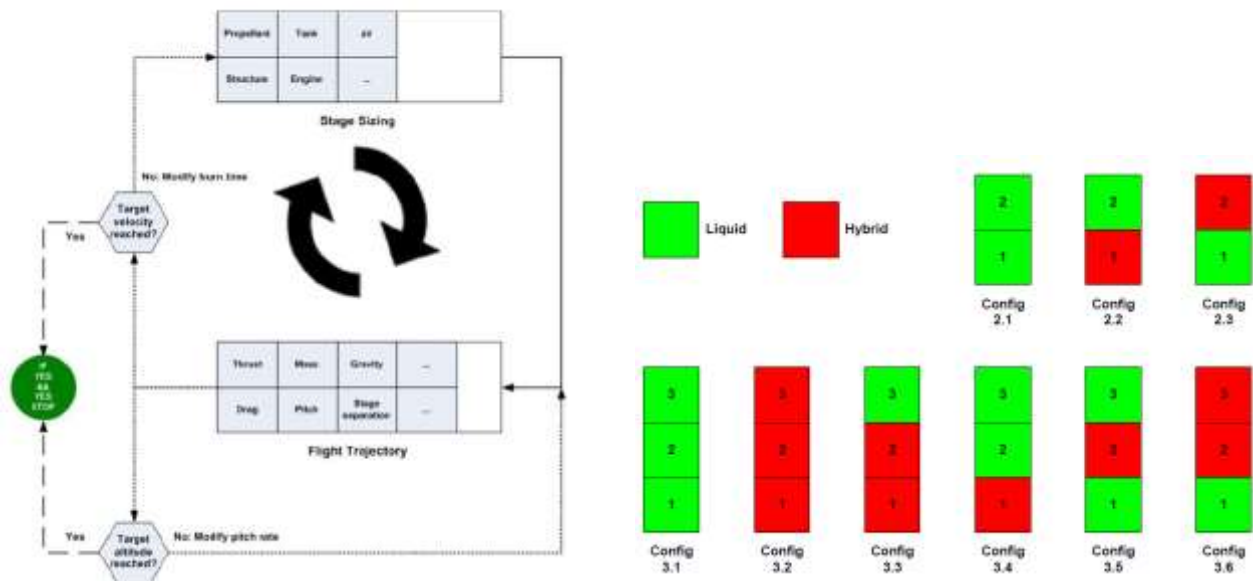 Propellant
Tank
Structure
Engine
...
Stage Sizing
No: Modify burn time
Target
velocity
reached?
Yes
IF
YES
&&
YES
STOP
Thrust
Mass
Gravity
...
Drag
Pitch
Stage
separation
...
Flight Trajectory
Yes
Target
altitude
reached?
No: Modify pitch rate
Liquid
Hybrid
2
2
2
1
1
1
Config
2.1
Config
2.2
Config
2.3
3
3
3
3
3
3
2
2
2
2
2
2
1
1
1
1
1
1
Config
3.1
Config
3.2
Config
3.3
Config
3.4
Config
3.5
Config
3.6